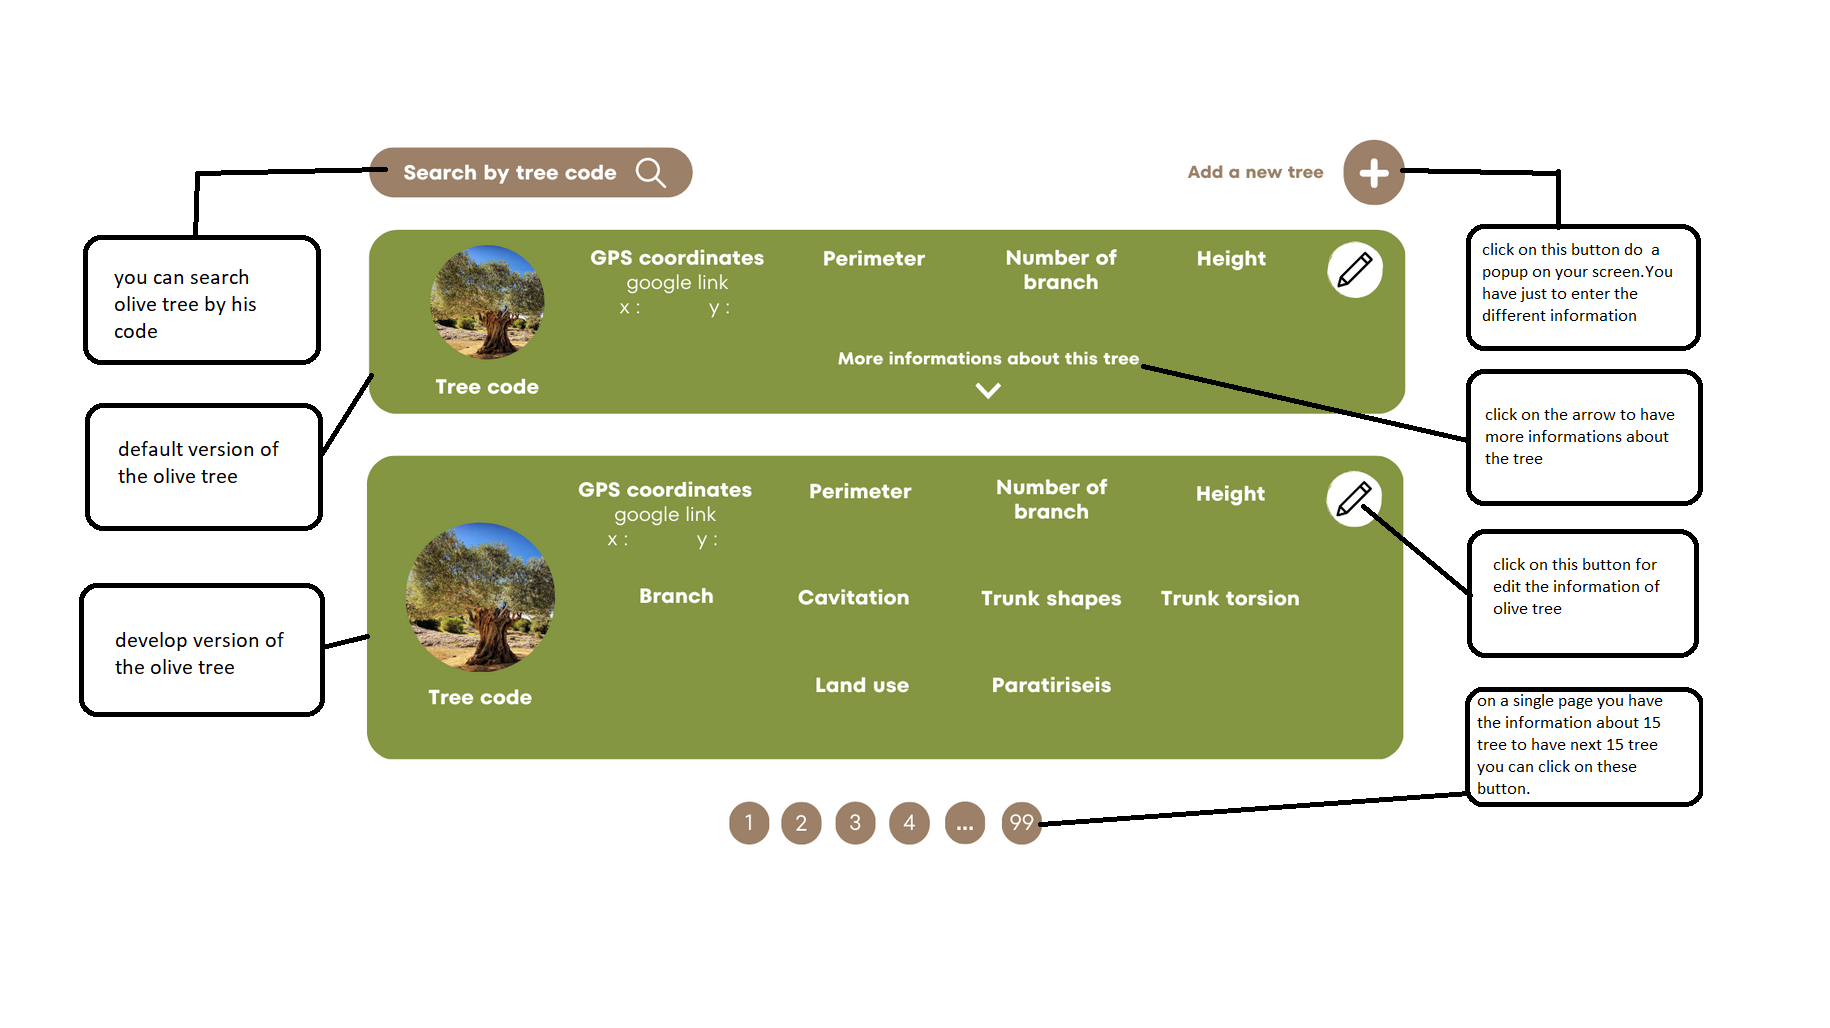 Search by tree code
Add a new tree
you can search
olive tree by his
code
GPS coordinates
google link
x :
y :
Perimeter
Number of
branch
Height
click on this button do  a
popup on your screen.You
have just to enter the
different information
More informations about this tree
Tree code
default version of
the olive tree
click on the arrow to have
more informations about
the tree
GPS coordinates
google link
x :
y :
Perimeter
Number of
branch
Height
Branch
Cavitation
Trunk shapes
Trunk torsion
click on this button for
edit the information of
olive tree
develop version of
the olive tree
Tree code
Land use
Paratiriseis
on a single page you have
the information about 15
tree to have next 15 tree
you can click on these
button.
1 2 3 4 ... 99